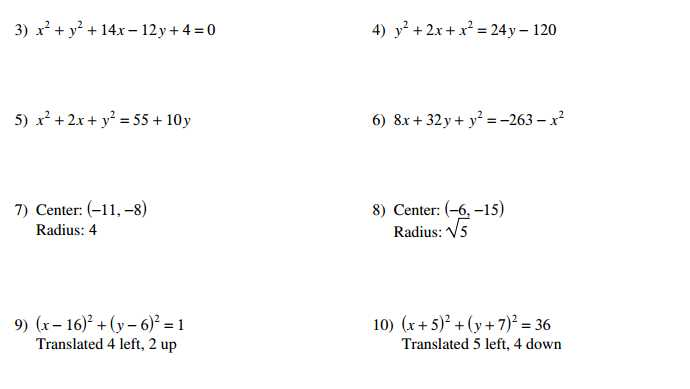 3) x² + y² + 14x – 12y + 4 = 0
4) y² + 2x + x² = 24y – 120
5) x² + 2x + y² = 55 + 10y
6) 8x + 32y + y² = –263 – x²
7) Center: (–11, –8)
Radius: 4
8) Center: (–6, –15)
Radius: √5
9) (x – 16)² + (y – 6)² = 1
Translated 4 left, 2 up
10) (x + 5)² + (y + 7)² = 36
Translated 5 left, 4 down